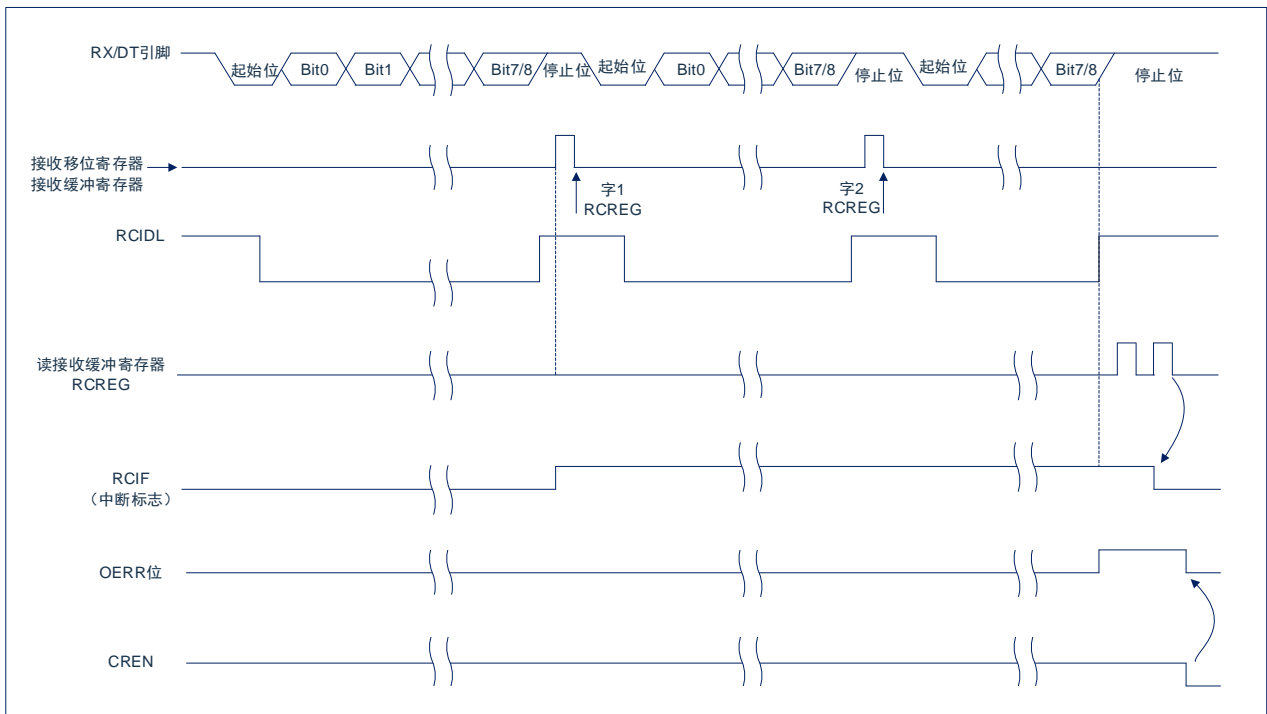 RX/DT引脚
起始位 Bit0 Bit1 Bit7/8 停止位 起始位 Bit0 Bit7/8 停止位 起始位 Bit7/8 停止位
接收移位寄存器
接收缓冲寄存器
字1
RCREG
字2
RCREG
RCIDL
读接收缓冲寄存器
RCREG
RCIF
（中断标志）
OERR位
CREN